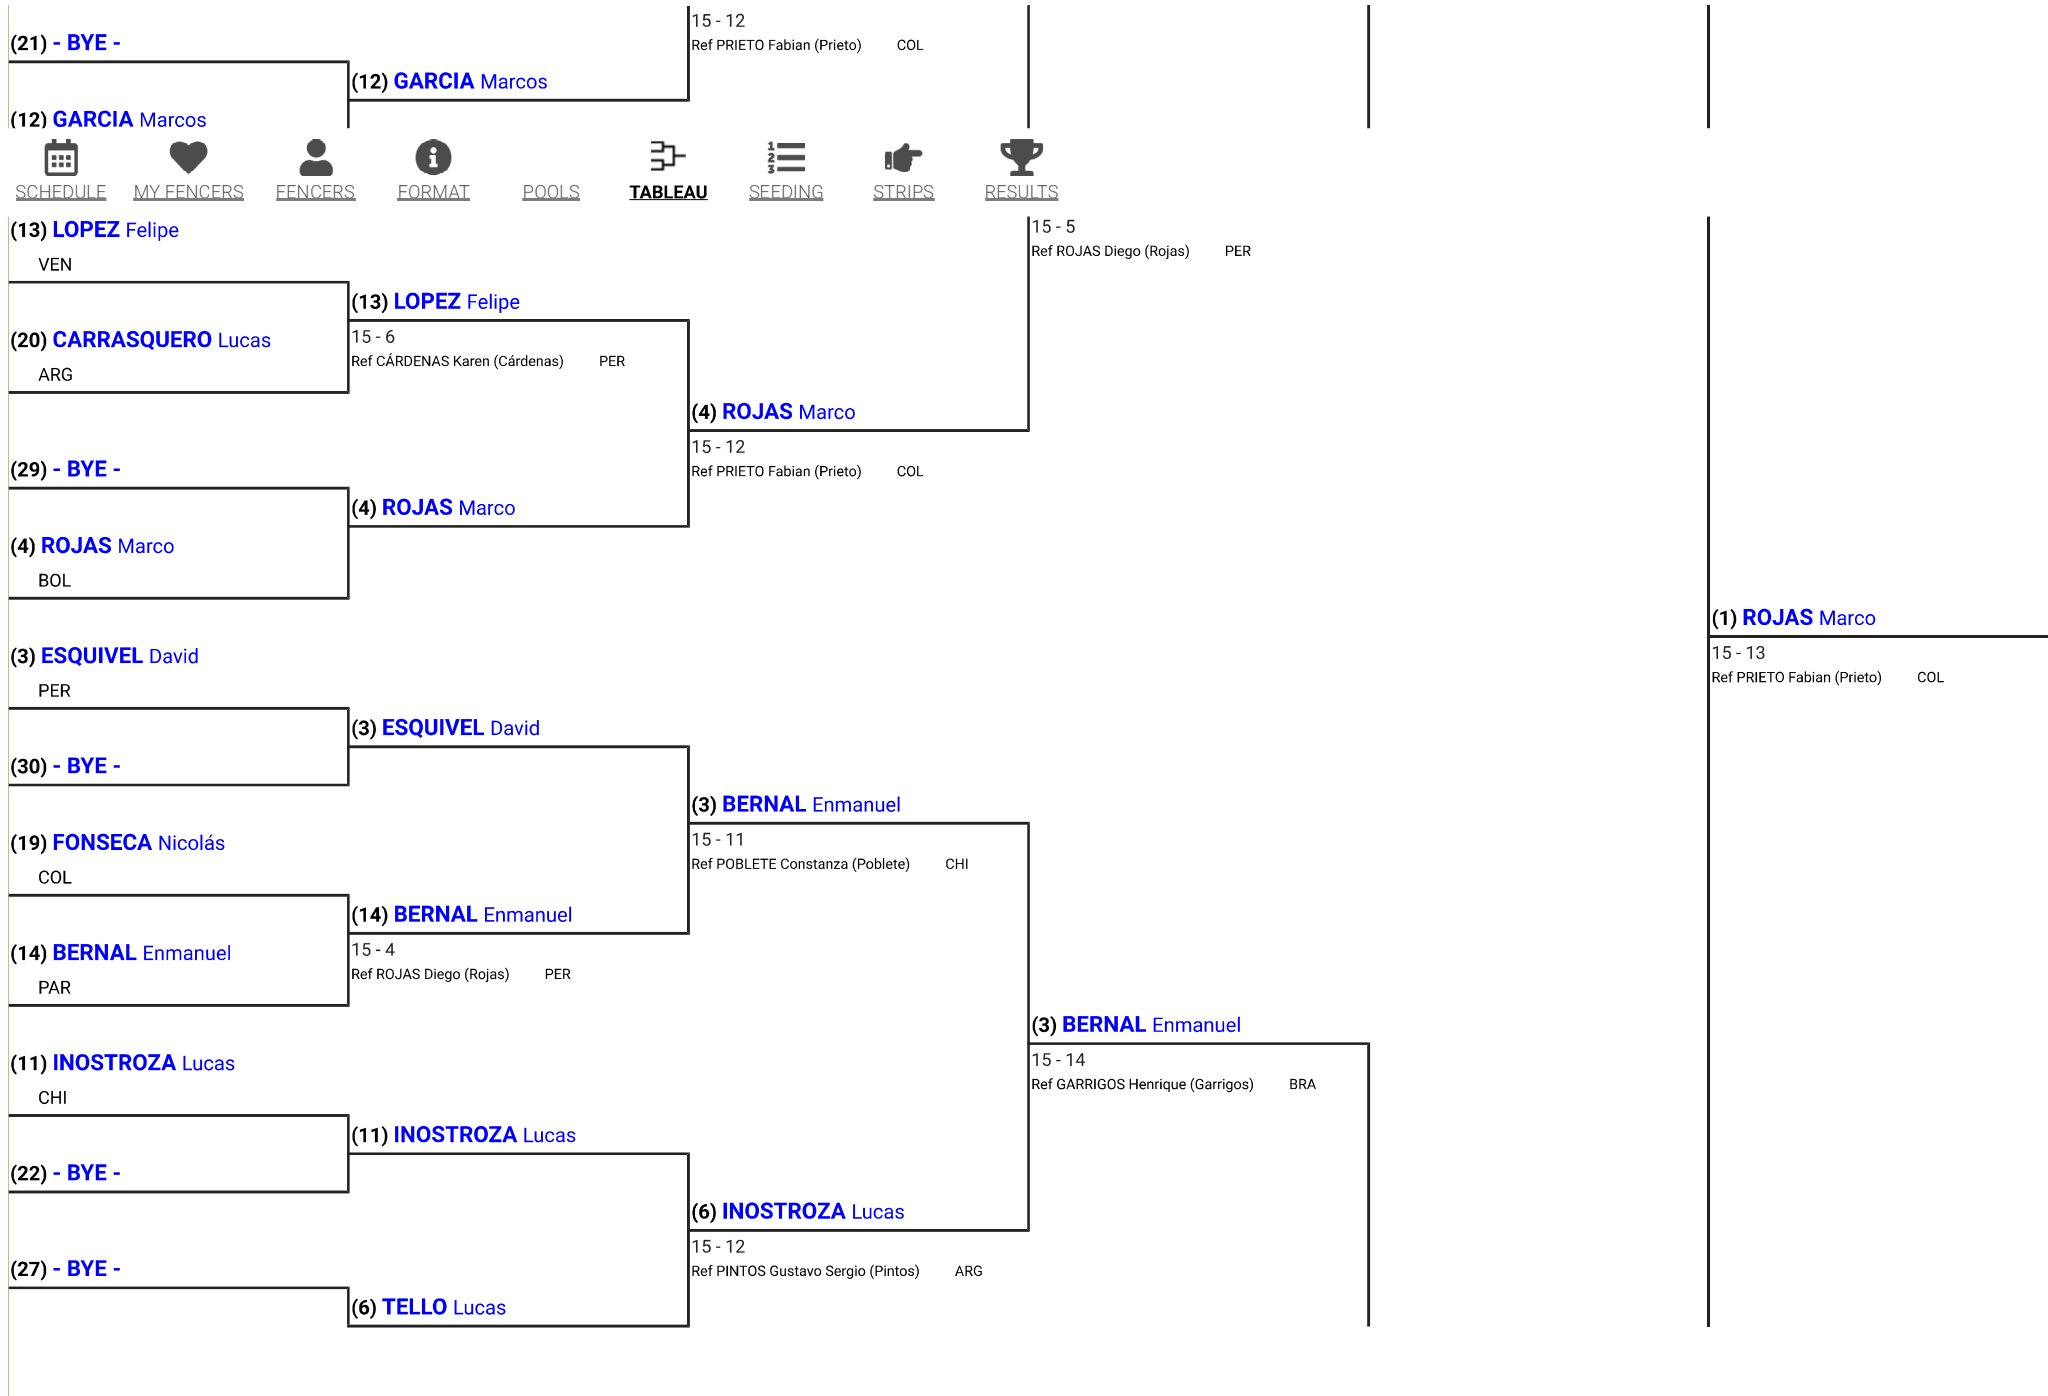 15 - 12
(21) - BYE -
Ref PRIETO Fabian (Prieto) COL
(12) GARCIA Marcos
(12) GARCIA Marcos
SCHEDULE MY FENCERS FENCERS FORMAT POOLS TABLEAU SEEDING STRIPS RESULTS
(13) LOPEZ Felipe
15 - 5
Ref ROJAS Diego (Rojas) PER
VEN
(13) LOPEZ Felipe
(20) CARRASQUERO Lucas
15 - 6
Ref CÁRDENAS Karen (Cárdenas) PER
ARG
(4) ROJAS Marco
15 - 12
(29) - BYE -
Ref PRIETO Fabian (Prieto) COL
(4) ROJAS Marco
(4) ROJAS Marco
BOL
(1) ROJAS Marco
(3) ESQUIVEL David
15 - 13
Ref PRIETO Fabian (Prieto) COL
PER
(3) ESQUIVEL David
(30) - BYE -
(3) BERNAL Enmanuel
(19) FONSECA Nicolás
15 - 11
Ref POBLETE Constanza (Poblete) CHI
COL
(14) BERNAL Enmanuel
(14) BERNAL Enmanuel
15 - 4
Ref ROJAS Diego (Rojas) PER
PAR
(3) BERNAL Enmanuel
(11) INOSTROZA Lucas
15 - 14
Ref GARRIGOS Henrique (Garrigos) BRA
CHI
(11) INOSTROZA Lucas
(22) - BYE -
(6) INOSTROZA Lucas
15 - 12
(27) - BYE -
Ref PINTOS Gustavo Sergio (Pintos) ARG
(6) TELLO Lucas